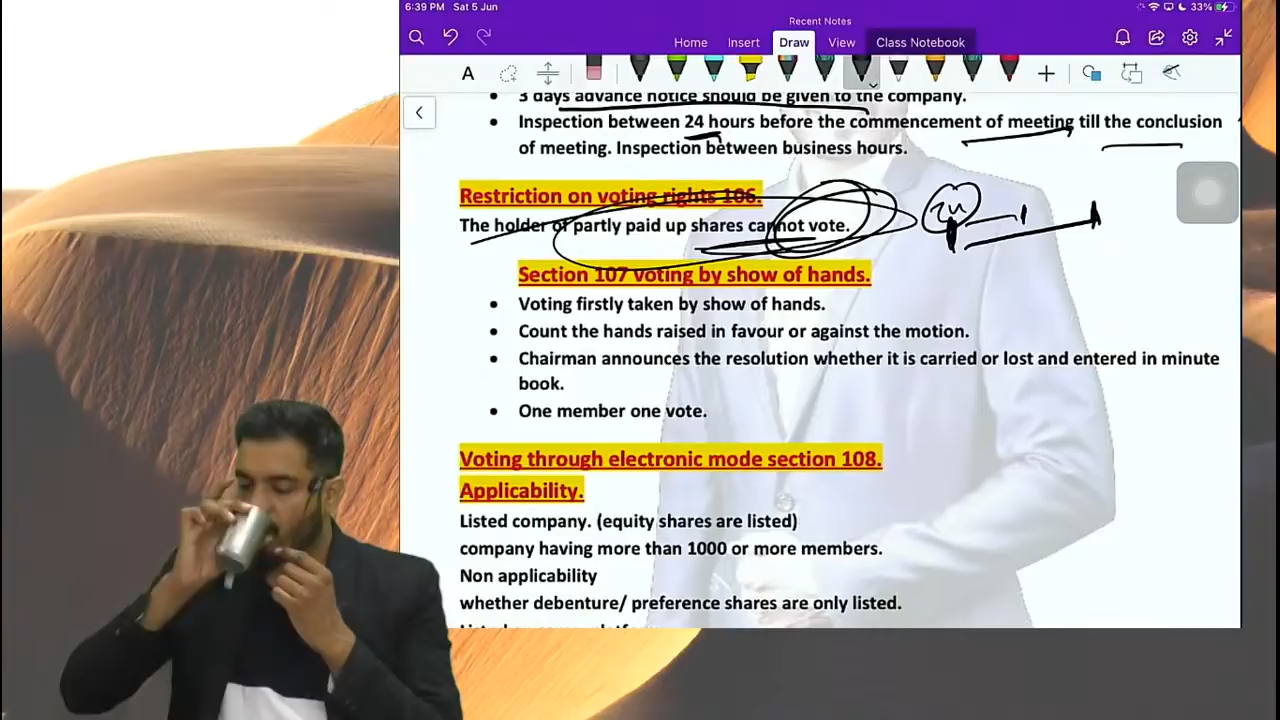 6:39 PM Sat 5 Jun
33%
Recent Notes
Home Insert Draw View Class Notebook
A
• 3 days advance notice should be given to the company.
• Inspection between 24 hours before the commencement of meeting till the conclusion
of meeting. Inspection between business hours.
Restriction on voting rights 106.
The holder of partly paid up shares cannot vote.
Section 107 voting by show of hands.
• Voting firstly taken by show of hands.
• Count the hands raised in favour or against the motion.
• Chairman announces the resolution whether it is carried or lost and entered in minute
book.
• One member one vote.
Voting through electronic mode section 108.
Applicability.
Listed company. (equity shares are listed)
company having more than 1000 or more members.
Non applicability
whether debenture/ preference shares are only listed.